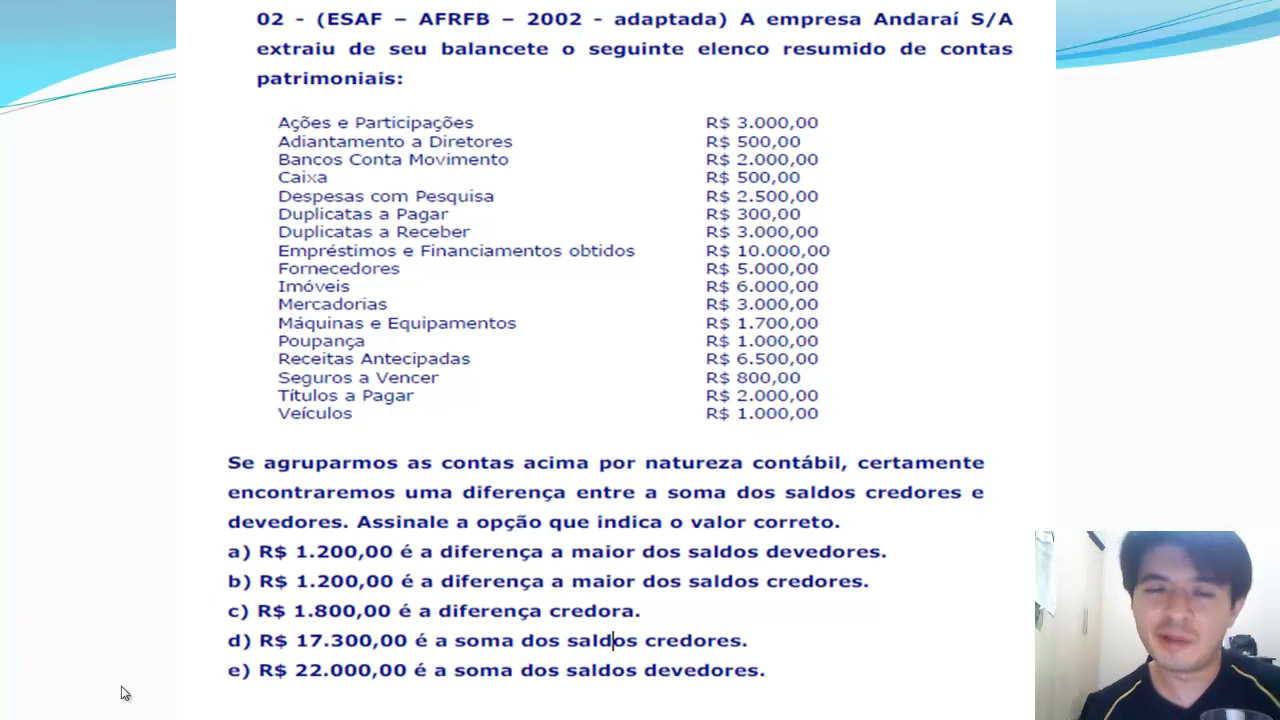 02 - (ESAF – AFRFB – 2002 - adaptada) A empresa Andaraí S/A
extraiu de seu balancete o seguinte elenco resumido de contas
patrimoniais:
Ações e Participações R$ 3.000,00
Adiantamento a Diretores R$ 500,00
Bancos Conta Movimento R$ 2.000,00
Caixa R$ 500,00
Despesas com Pesquisa R$ 2.500,00
Duplicatas a Pagar R$ 300,00
Duplicatas a Receber R$ 3.000,00
Empréstimos e Financiamentos obtidos R$ 10.000,00
Fornecedores R$ 5.000,00
Imóveis R$ 6.000,00
Mercadorias R$ 3.000,00
Máquinas e Equipamentos R$ 1.700,00
Poupança R$ 1.000,00
Receitas Antecipadas R$ 6.500,00
Seguros a Vencer R$ 800,00
Títulos a Pagar R$ 2.000,00
Veículos R$ 1.000,00
Se agruparmos as contas acima por natureza contábil, certamente
encontraremos uma diferença entre a soma dos saldos credores e
devedores. Assinale a opção que indica o valor correto.
a) R$ 1.200,00 é a diferença a maior dos saldos devedores.
b) R$ 1.200,00 é a diferença a maior dos saldos credores.
c) R$ 1.800,00 é a diferença credora.
d) R$ 17.300,00 é a soma dos saldos credores.
e) R$ 22.000,00 é a soma dos saldos devedores.